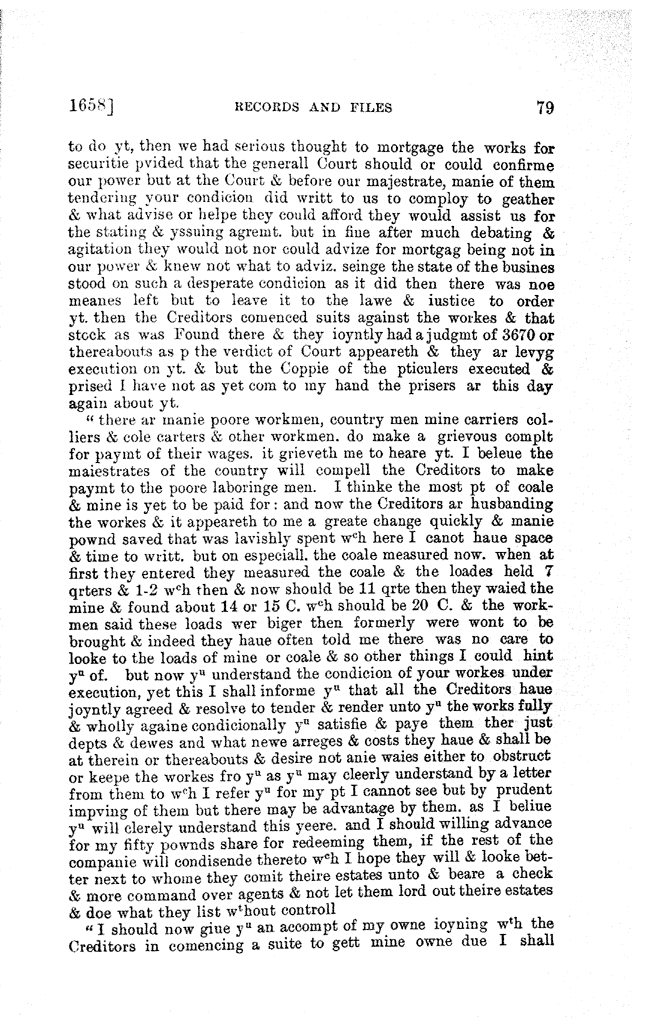 1658] RECORDS AND FILES 79
to do yt, then we had serious thought to mortgage the works for
securitie pvided that the generall Court should or could confirme
our power but at the Court & before our majestrate, manie of them
tendering your condicion did writt to us to comploy to geather
& what advise or helpe they could afford they would assist us for
the stating & yssuing agremt. but in fine after much debating &
agitation they would not nor could advize for mortgag being not in
our power & knew not what to adviz. seinge the state of the busines
stood on such a desperate condicion as it did then there was noe
meanes left but to leave it to the lawe & iustice to order
yt. then the Creditors comenced suits against the workes & that
stock as was Found there & they ioyntly had a judgmt of 3670 or
thereabouts as p the verdict of Court appeareth & they ar levyg
execution on yt. & but the Coppie of the pticulers executed &
prised I have not as yet com to my hand the prisers ar this day
again about yt.
"there ar manie poore workmen, country men mine carriers col-
liers & cole carters & other workmen. do make a grievous complt
for paymt of their wages. it grieveth me to heare yt. I beleue the
maiestrates of the country will compell the Creditors to make
paymt to the poore laboringe men. I thinke the most pt of coale
& mine is yet to be paid for : and now the Creditors ar husbanding
the workes & it appeareth to me a greate change quickly & manie
pownd saved that was lavishly spent wᶜh here I canot haue space
& time to writt. but on especiall. the coale measured now. when at
first they entered they measured the coale & the loades held 7
qrters & 1-2 wᶜh then & now should be 11 qrte then they waied the
mine & found about 14 or 15 C. wᶜh should be 20 C. & the work-
men said these loads wer biger then formerly were wont to be
brought & indeed they haue often told me there was no care to
looke to the loads of mine or coale & so other things I could hint
yᵘ of. but now yᵘ understand the condicion of your workes under
execution, yet this I shall informe yᵘ that all the Creditors haue
joyntly agreed & resolve to tender & render unto yᵘ the works fully
& wholly againe condicionally yᵘ satisfie & paye them ther just
depts & dewes and what newe arreges & costs they haue & shall be
at therein or thereabouts & desire not anie waies either to obstruct
or keepe the workes fro yᵘ as yᵘ may cleerly understand by a letter
from them to wᶜh I refer yᵘ for my pt I cannot see but by prudent
impving of them but there may be advantage by them. as I beliue
yᵘ will clerely understand this yeere. and I should willing advance
for my fifty pownds share for redeeming them, if the rest of the
companie will condisende thereto wᶜh I hope they will & looke bet-
ter next to whome they comit theire estates unto & beare a check
& more command over agents & not let them lord out theire estates
& doe what they list wᵗhout controll
"I should now giue yᵘ an accompt of my owne ioyning wᵗh the
Creditors in comencing a suite to gett mine owne due I shall